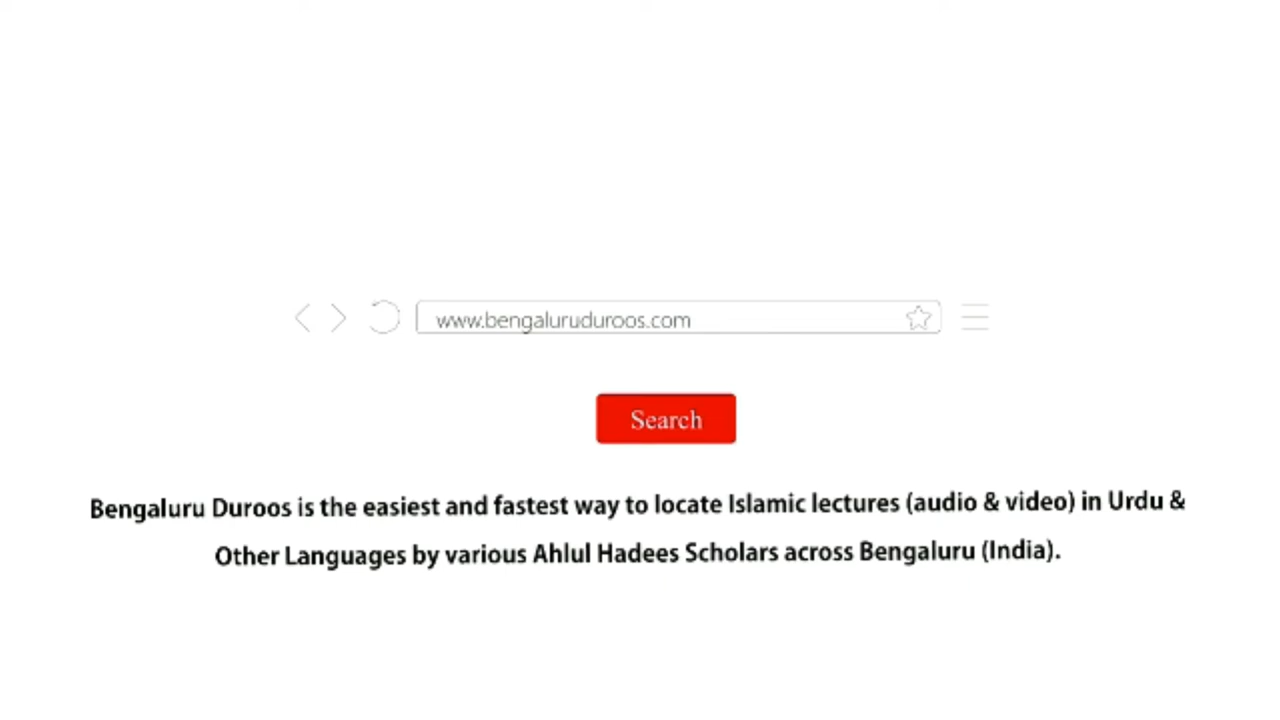 www.bengaluruduroos.com
Search
Bengaluru Duroos is the easiest and fastest way to locate Islamic lectures (audio & video) in Urdu &
Other Languages by various Ahlul Hadees Scholars across Bengaluru (India).